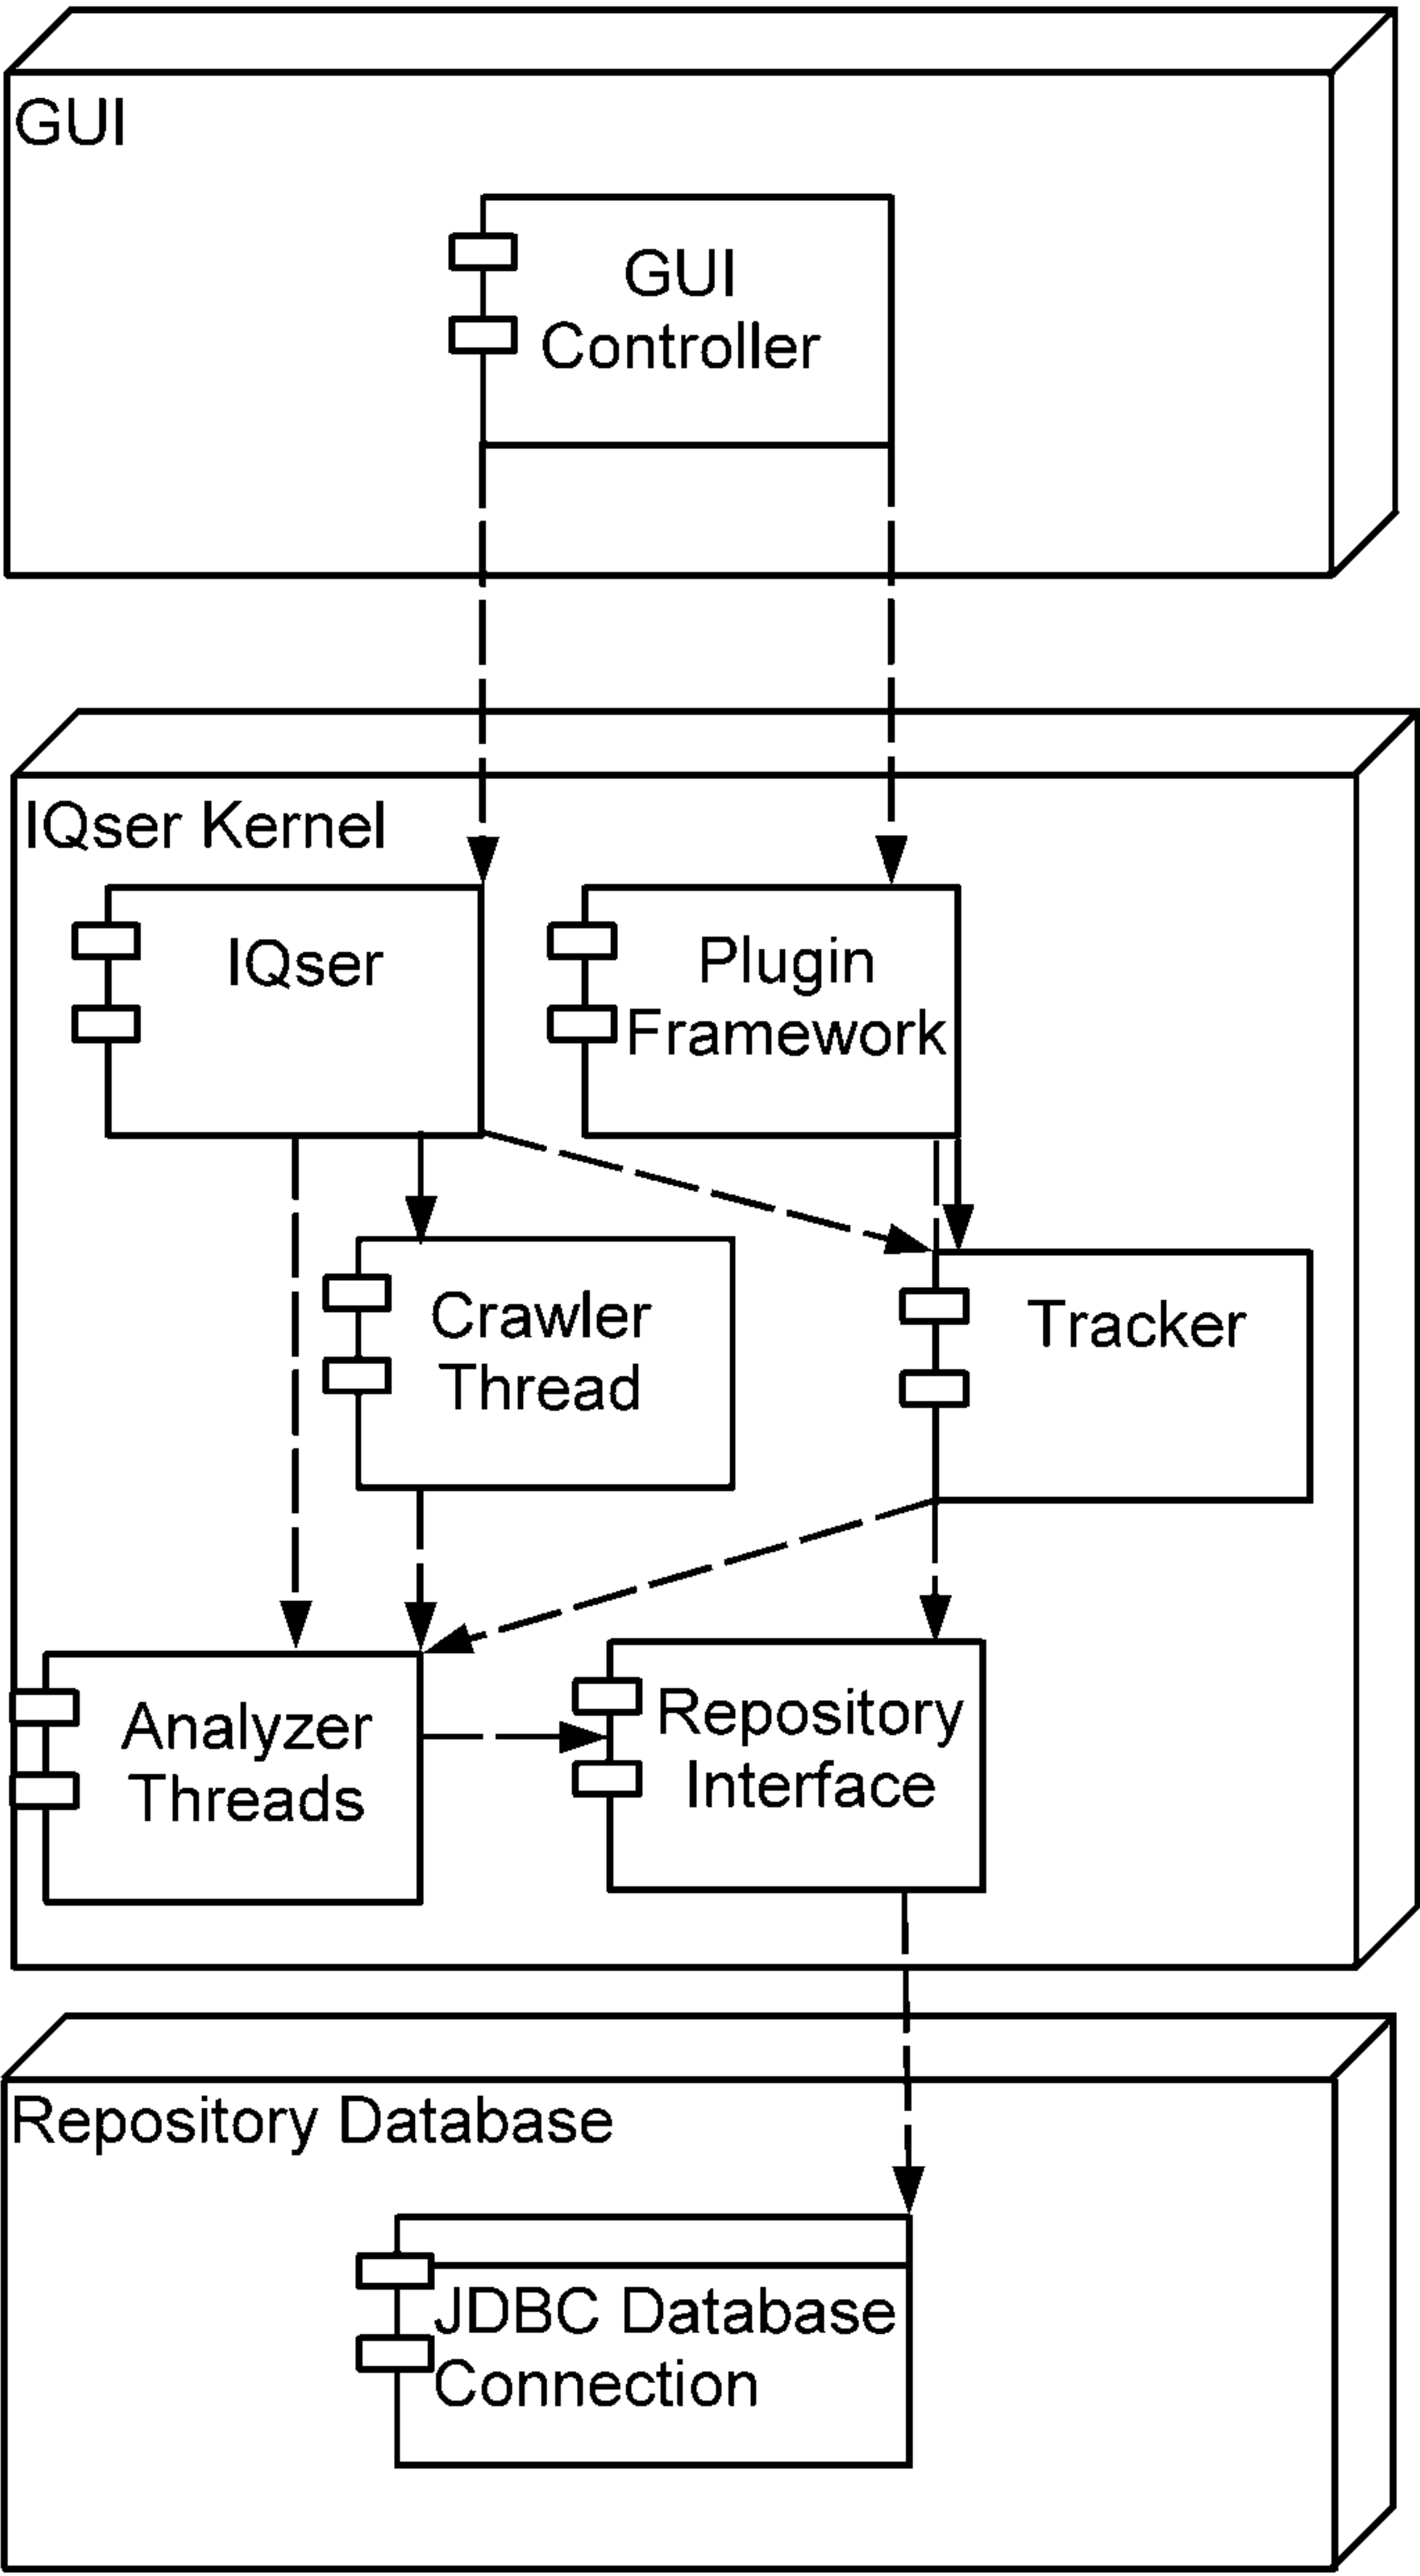 GUI
GUI
Controller
IQser Kernel
IQser
Plugin
Framework
Crawler
Thread
Tracker
Analyzer
Threads
Repository
Interface
Repository Database
JDBC Database
Connection